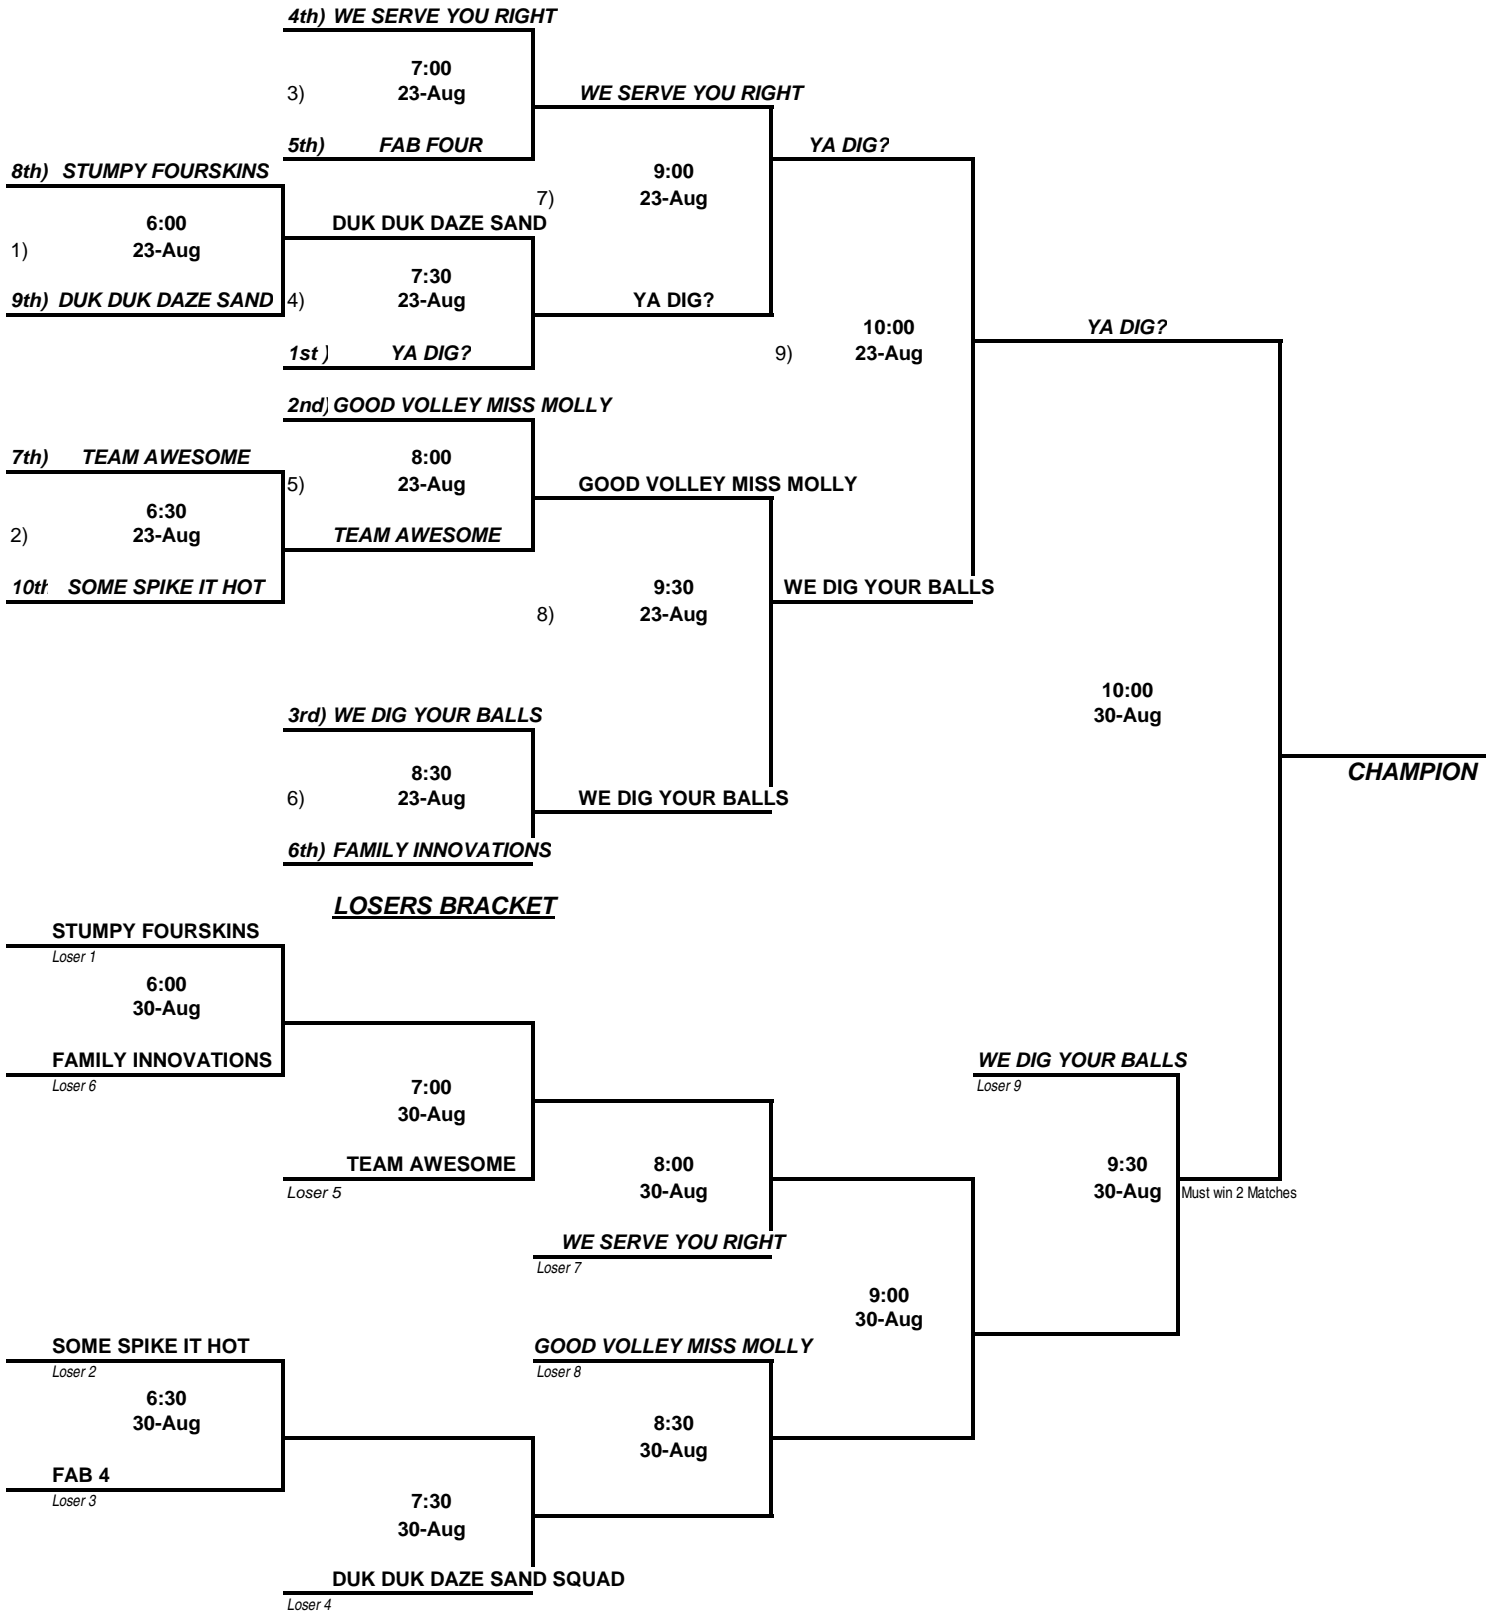 4th) WE SERVE YOU RIGHT
7:00
3) 23-Aug
WE SERVE YOU RIGHT
5th) FAB FOUR
YA DIG?
8th) STUMPY FOURSKINS
9:00
7) 23-Aug
6:00
1) 23-Aug
DUK DUK DAZE SAND
7:30
9th) DUK DUK DAZE SAND
4) 23-Aug
YA DIG?
10:00
9) 23-Aug
YA DIG?
1st ) YA DIG?
2nd) GOOD VOLLEY MISS MOLLY
7th) TEAM AWESOME
8:00
5) 23-Aug
GOOD VOLLEY MISS MOLLY
6:30
2) 23-Aug
TEAM AWESOME
10th SOME SPIKE IT HOT
9:30
8) 23-Aug
WE DIG YOUR BALLS
10:00
30-Aug
3rd) WE DIG YOUR BALLS
8:30
6) 23-Aug
WE DIG YOUR BALLS
CHAMPION
6th) FAMILY INNOVATIONS
LOSERS BRACKET
STUMPY FOURSKINS
Loser 1
6:00
30-Aug
FAMILY INNOVATIONS
Loser 6
WE DIG YOUR BALLS
Loser 9
7:00
30-Aug
TEAM AWESOME
Loser 5
8:00
30-Aug
9:30
30-Aug
Must win 2 Matches
WE SERVE YOU RIGHT
Loser 7
9:00
30-Aug
SOME SPIKE IT HOT
Loser 2
GOOD VOLLEY MISS MOLLY
Loser 8
6:30
30-Aug
8:30
30-Aug
FAB 4
Loser 3
7:30
30-Aug
DUK DUK DAZE SAND SQUAD
Loser 4